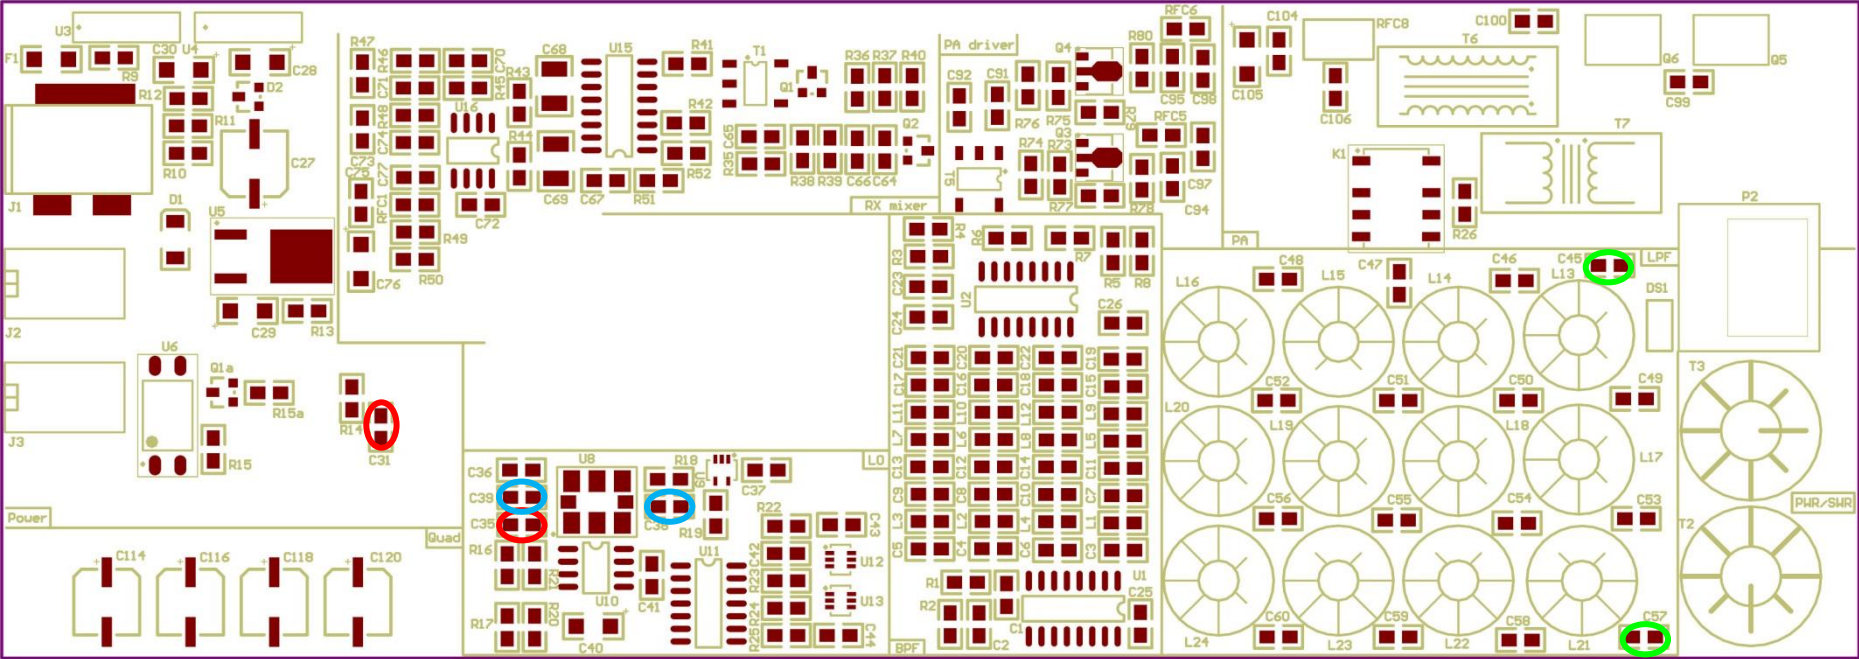 U3
F1
R9
C30
U4
C28
D2
R12
R11
R10
C27
J1
D1
U5
C29
R13
J2
J3
U6
Q1a
R15a
R15
R14
C31
Power
Quad
C114
C116
C118
C120
R47
R46
C71
R48
C74
C73
C77
C75
RFC1
R49
R50
C76
C70
R45
U16
C72
R43
R44
C68
C69
U15
C67
R51
R41
R42
R52
T1
Q1
C65
R35
R38
R39
C66
C64
R36
R37
R40
Q2
RX mixer
PA driver
C92
C91
R76
R75
Q4
R79
Q3
R74
R73
T5
R77
R78
R80
RFC6
C95
C98
RFC5
C97
C94
PA
C105
C104
RFC8
C106
T6
C100
Q6
Q5
C99
T7
K1
R26
P2
R4
R3
R6
R7
R5
R8
C23
C24
U2
C26
C21
C20
C22
C19
C17
C16
C18
C15
L11
L10
L12
L9
L7
L6
L8
L5
C13
C12
C14
C11
C9
C8
C10
C7
L3
L2
L4
L1
C5
C4
C6
C3
R1
R2
C2
C1
U1
C25
BPF
LO
C36
C39
C35
U8
R18
C38
U9
C37
R19
R16
R21
R17
R20
U10
C40
C41
U11
R22
C42
R23
R24
R25
C43
U12
U13
C44
L16
C48
L15
C47
L14
C46
C45
L13
LPF
DS1
L20
C52
L19
C51
C50
L18
C49
L17
C56
C55
C54
C53
L24
C60
L23
C59
L22
C58
L21
C57
T3
T2
PWR/SWR